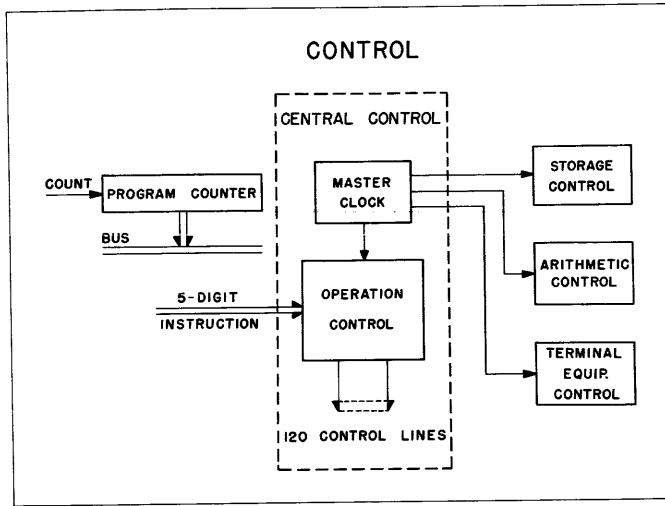 CONTROL
CENTRAL CONTROL
COUNT
PROGRAM COUNTER
BUS
MASTER
CLOCK
STORAGE
CONTROL
ARITHMETIC
CONTROL
5-DIGIT
INSTRUCTION
OPERATION
CONTROL
TERMINAL
EQUIP.
CONTROL
120 CONTROL LINES